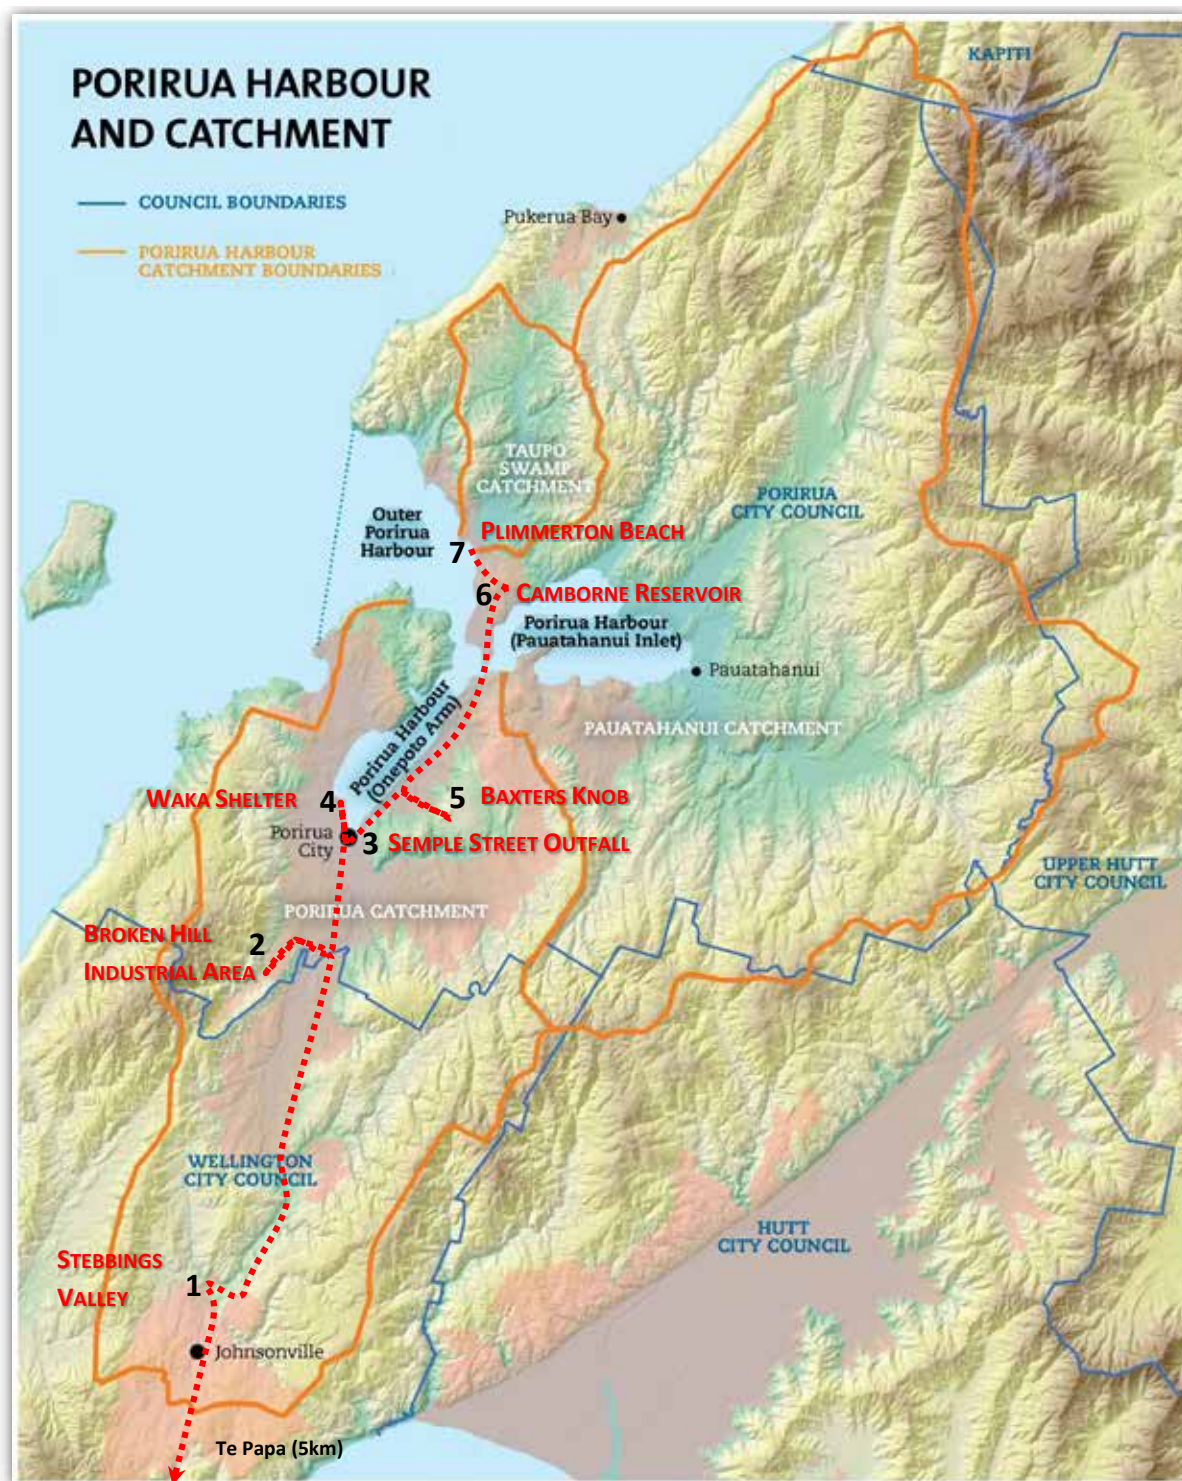 PORIRUA HARBOUR
AND CATCHMENT
COUNCIL BOUNDARIES
PORIRUA HARBOUR
CATCHMENT BOUNDARIES
KAPITI
Pukerua Bay
TAUPO
SWAMP
CATCHMENT
PORIRUA
CITY COUNCIL
Outer
Porirua
Harbour
7
PLIMMERTON BEACH
6
CAMBORNE RESERVOIR
Porirua Harbour
(Pauatahanui Inlet)
Pauatahanui
Porirua Harbour
(Onepoto Arm)
PAUATAHANUI CATCHMENT
WAKA SHELTER
4
5
BAXTERS KNOB
Porirua
City
3
SEMPLE STREET OUTFALL
UPPER HUTT
CITY COUNCIL
PORIRUA CATCHMENT
BROKEN HILL
INDUSTRIAL AREA
2
WELLINGTON
CITY COUNCIL
HUTT
CITY COUNCIL
STEBBINGS
VALLEY
1
Johnsonville
Te Papa (5km)